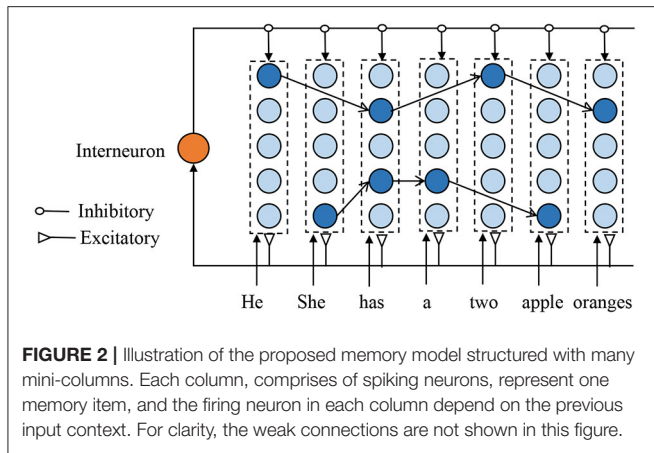 Interneuron
Inhibitory
Excitatory
He She has a two apple oranges
FIGURE 2 | Illustration of the proposed memory model structured with many
mini-columns. Each column, comprises of spiking neurons, represent one
memory item, and the firing neuron in each column depend on the previous
input context. For clarity, the weak connections are not shown in this figure.